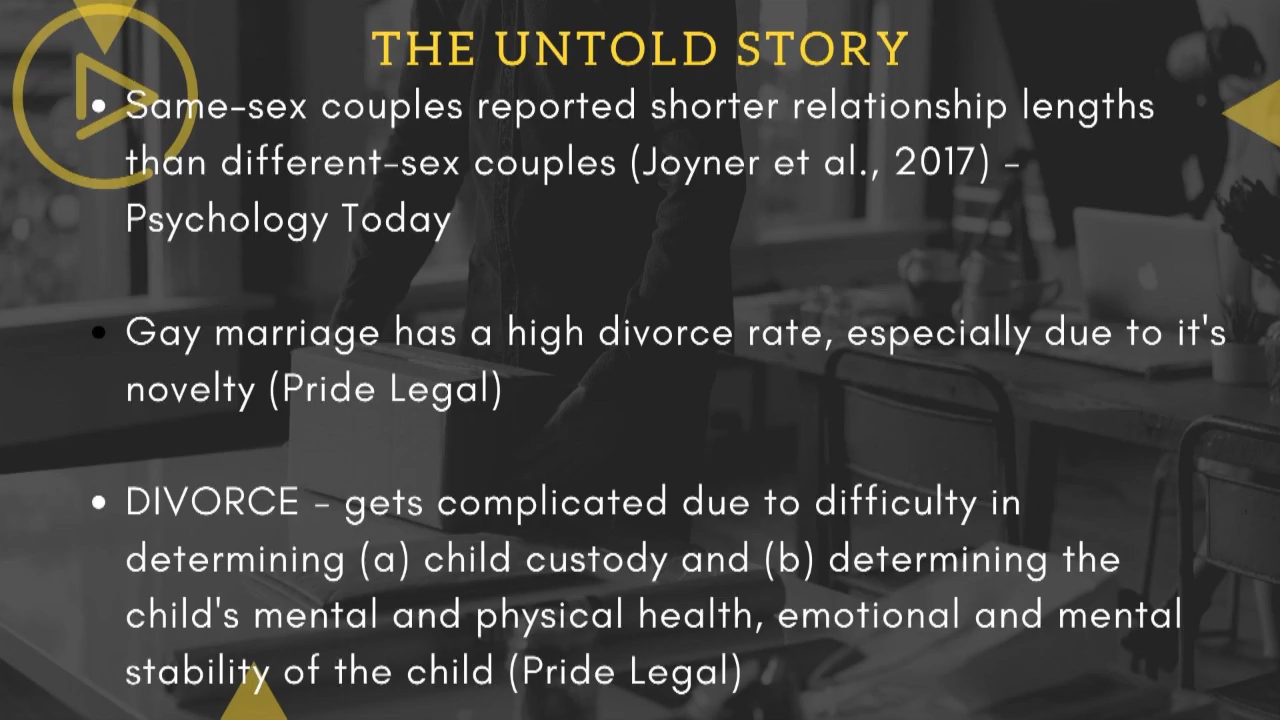 THE UNTOLD STORY
• Same-sex couples reported shorter relationship lengths
than different-sex couples (Joyner et al., 2017) -
Psychology Today
• Gay marriage has a high divorce rate, especially due to it's
novelty (Pride Legal)
• DIVORCE - gets complicated due to difficulty in
determining (a) child custody and (b) determining the
child's mental and physical health, emotional and mental
stability of the child (Pride Legal)